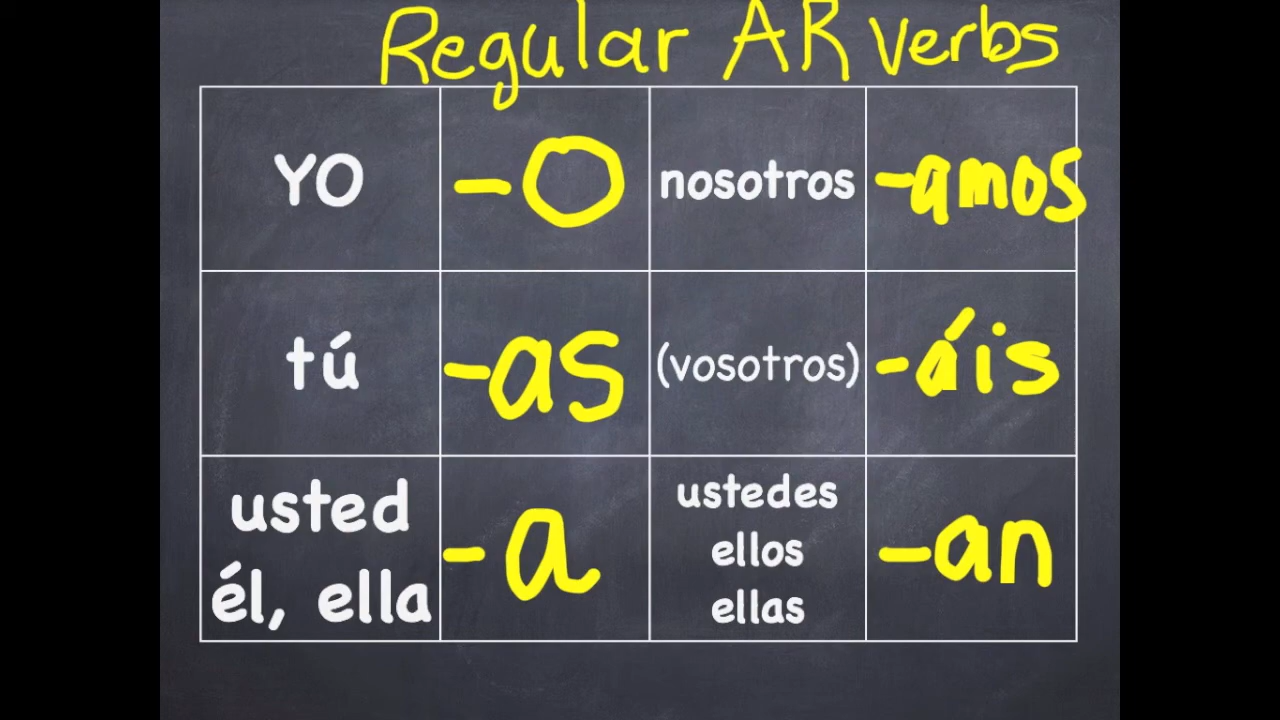 Regular AR verbs
YO -O nosotros -amos
tú -as (vosotros) -áis
usted
él, ella -a ustedes
ellos
ellas -an